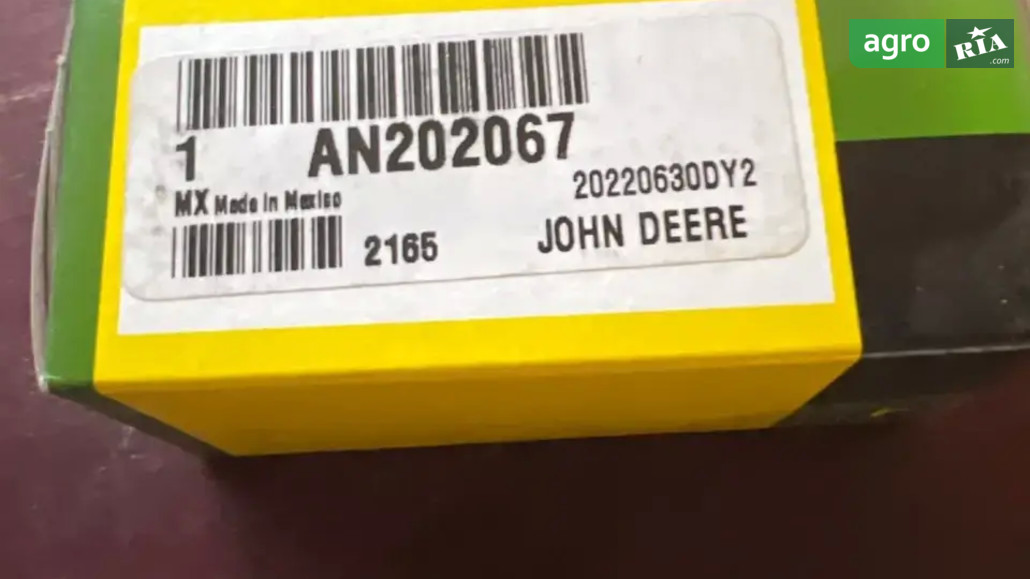 agro RIA
.com
1 AN202067
20220630DY2
MX Made in Mexico
2165 JOHN DEERE